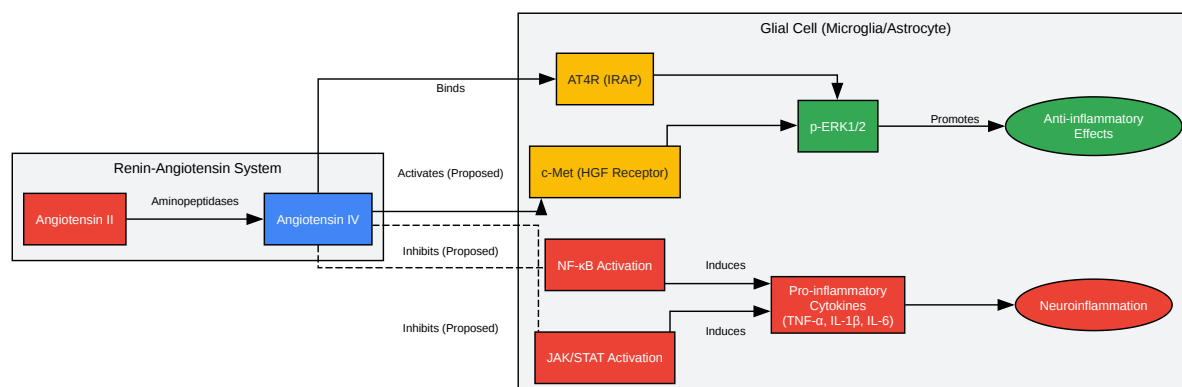 Glial Cell (Microglia/Astrocyte)
AT4R (IRAP)
Binds
p-ERK1/2
Promotes
Anti-inflammatory
Effects
Renin-Angiotensin System
Activates (Proposed)
c-Met (HGF Receptor)
Angiotensin II
Aminopeptidases
Angiotensin IV
Inhibits (Proposed)
NF-κB Activation
Induces
Pro-inflammatory
Cytokines
(TNF-α, IL-1β, IL-6)
Neuroinflammation
Inhibits (Proposed)
Induces
JAK/STAT Activation